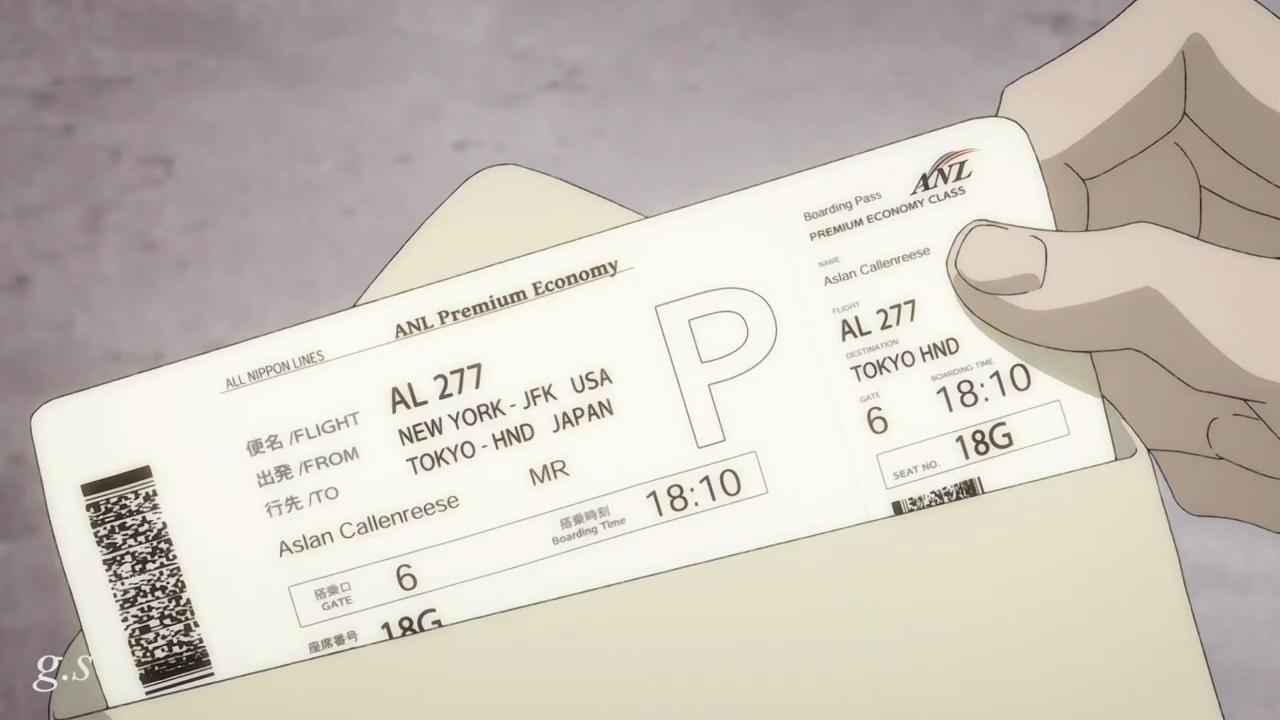 ALL NIPPON LINES
ANL Premium Economy
便名 /FLIGHT AL 277
出発 /FROM NEW YORK - JFK USA
行先 /TO TOKYO - HND JAPAN
Aslan Callenreese MR
搭乗口
GATE
6
搭乗時刻
Boarding Time
18:10
座席番号 18G
P
ANL
Boarding Pass
PREMIUM ECONOMY CLASS
NAME
Aslan Callenreese
FLIGHT
AL 277
DESTINATION
TOKYO HND
GATE
6
BOARDING TIME
18:10
SEAT NO. 18G
g.s